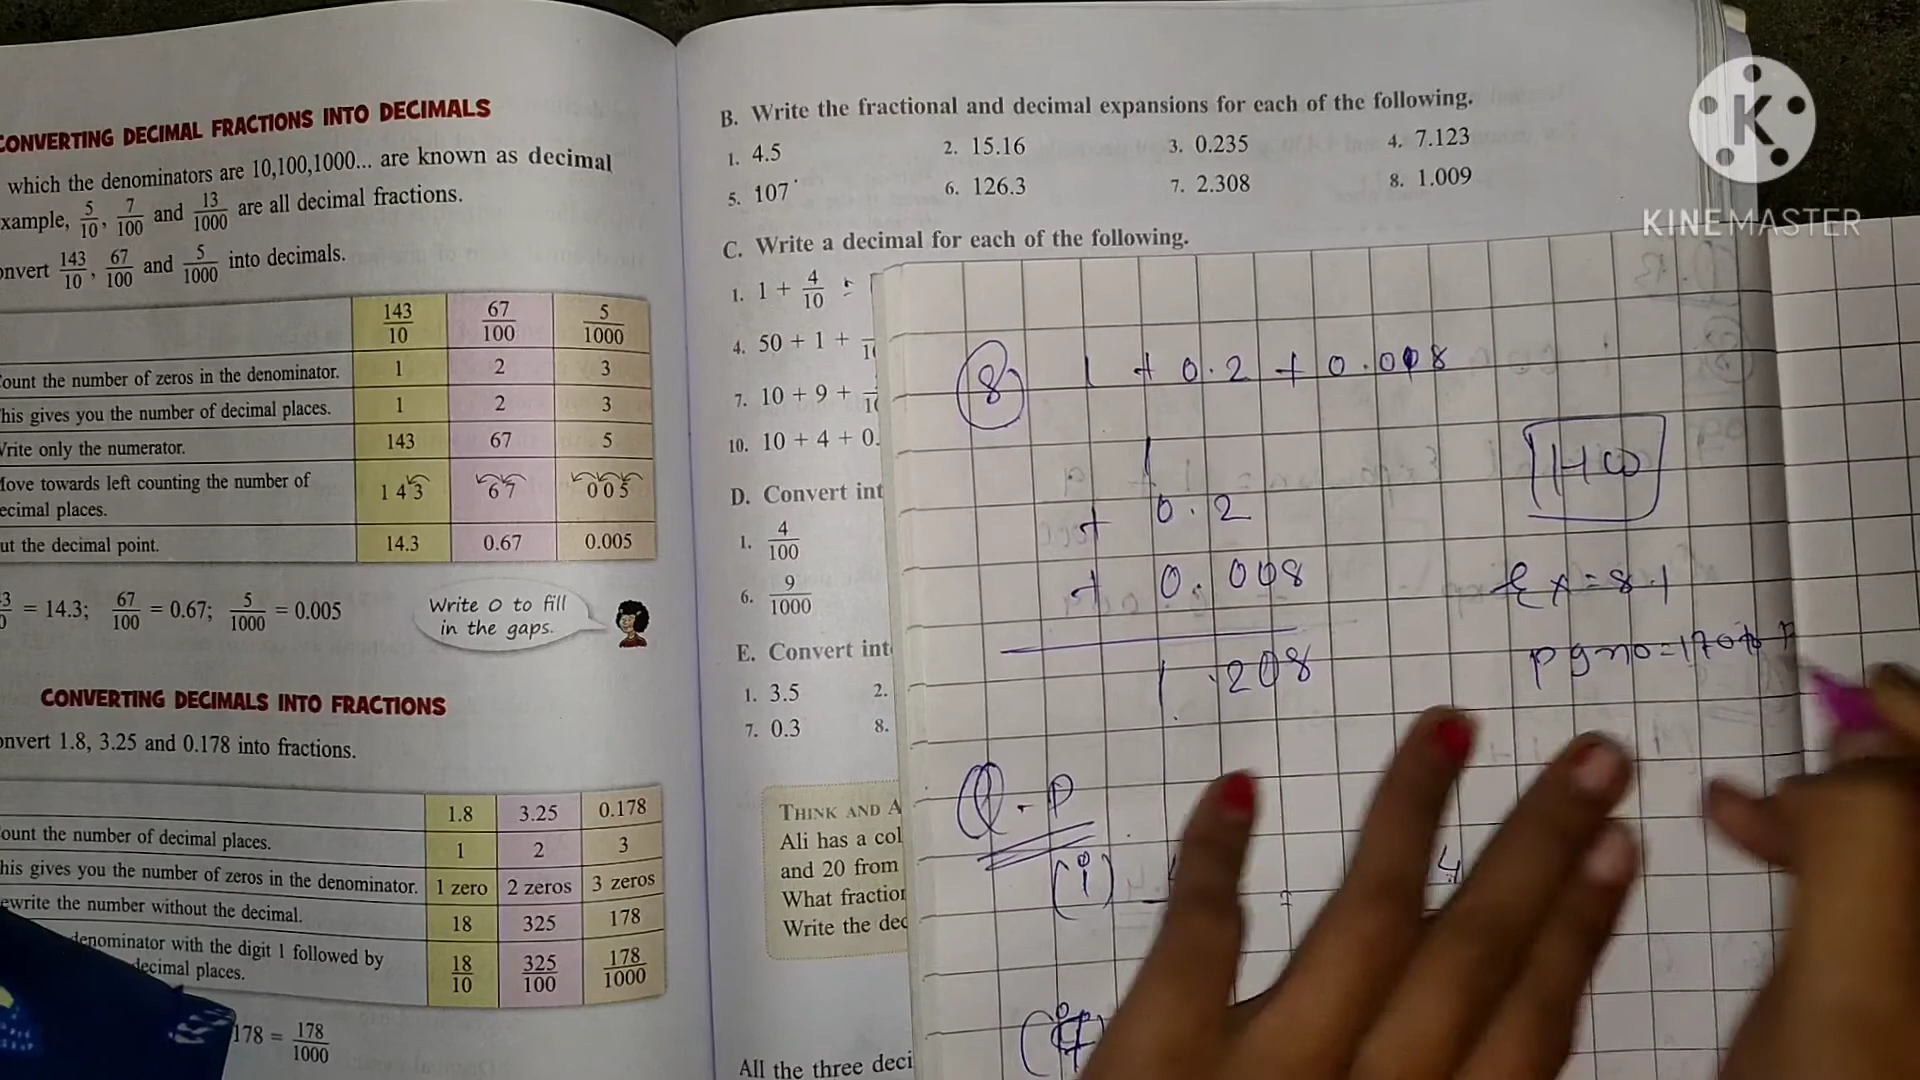 CONVERTING DECIMAL FRACTIONS INTO DECIMALS
which the denominators are 10,100,1000... are known as decimal
xample, 5/10, 7/100 and 13/1000 are all decimal fractions.
nvert 143/10, 67/100 and 5/1000 into decimals.
143/10 67/100 5/1000
ount the number of zeros in the denominator. 1 2 3
his gives you the number of decimal places. 1 2 3
rite only the numerator. 143 67 5
ove towards left counting the number of
ecimal places. 143 67 005
ut the decimal point. 14.3 0.67 0.005
= 14.3; 67/100 = 0.67; 5/1000 = 0.005
Write 0 to fill
in the gaps.
CONVERTING DECIMALS INTO FRACTIONS
nvert 1.8, 3.25 and 0.178 into fractions.
1.8 3.25 0.178
ount the number of decimal places. 1 2 3
his gives you the number of zeros in the denominator. 1 zero 2 zeros 3 zeros
ewrite the number without the decimal. 18 325 178
denominator with the digit 1 followed by
decimal places. 18/10 325/100 178/1000
178 = 178/1000
B. Write the fractional and decimal expansions for each of the following.
1. 4.5 2. 15.16 3. 0.235 4. 7.123
5. 107 6. 126.3 7. 2.308 8. 1.009
C. Write a decimal for each of the following.
1. 1 + 4/10
4. 50 + 1 +
7. 10 + 9 +
10. 10 + 4 + 0.
D. Convert int
1. 4/100
6. 9/1000
E. Convert int
1. 3.5 2.
7. 0.3 8.
THINK AND A
Ali has a col
and 20 from
What fraction
Write the dec
All the three deci
K
KINEMASTER
8 1 + 0.2 + 0.008
1
+ 0.2
+ 0.008
1.208
HW
Ex = 8.1
pg no = 170
Q.P
(i) 4